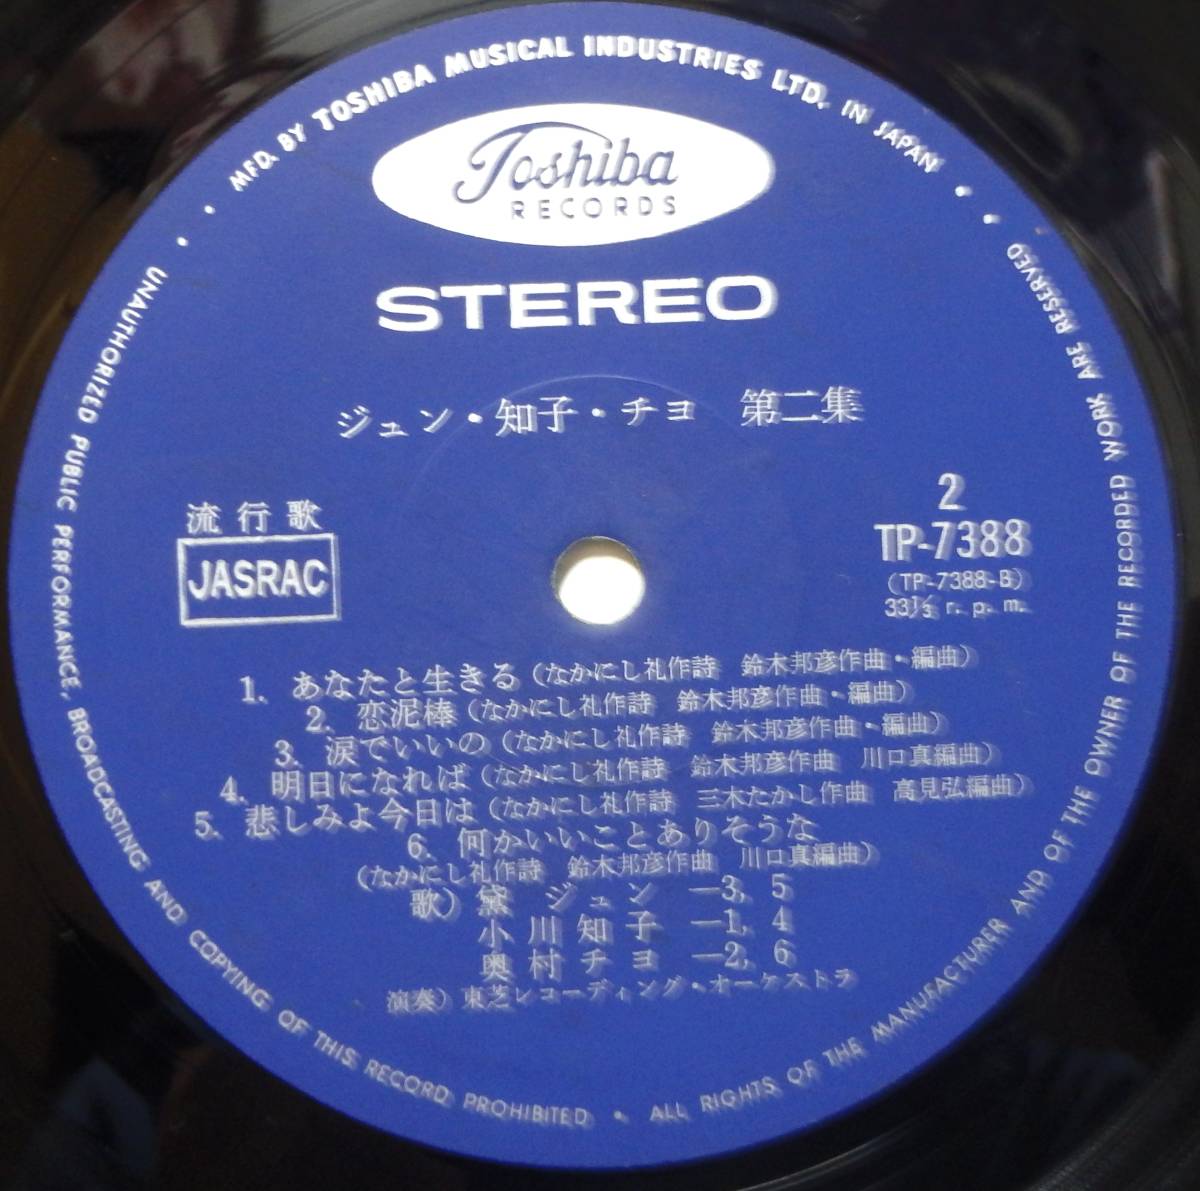 MFD. BY TOSHIBA MUSICAL INDUSTRIES LTD. IN JAPAN
Toshiba
RECORDS
STEREO
ジュン・知子・チヨ 第二集
流行歌
JASRAC
2
TP-7388
(TP-7388-B)
33⅓ r. p. m.
1. あなたと生きる (なかにし礼作詩 鈴木邦彦作曲・編曲)
2. 恋泥棒 (なかにし礼作詩 鈴木邦彦作曲・編曲)
3. 涙でいいの (なかにし礼作詩 鈴木邦彦作曲・編曲)
4. 明日になれば (なかにし礼作詩 鈴木邦彦作曲 川口真編曲)
5. 悲しみよ今日は (なかにし礼作詩 三木たかし作曲 高見弘編曲)
6. 何かいいことありそうな
(なかにし礼作詩 鈴木邦彦作曲 川口真編曲)
歌) 黛 ジュン —3, 5
小川知子 —1, 4
奥村チヨ —2, 6
演奏) 東芝レコーディング・オーケストラ
ALL RIGHTS OF THE MANUFACTURER AND OF THE OWNER OF THE RECORDED WORK ARE RESERVED
UNAUTHORIZED PUBLIC PERFORMANCE, BROADCASTING AND COPYING OF THIS RECORD PROHIBITED